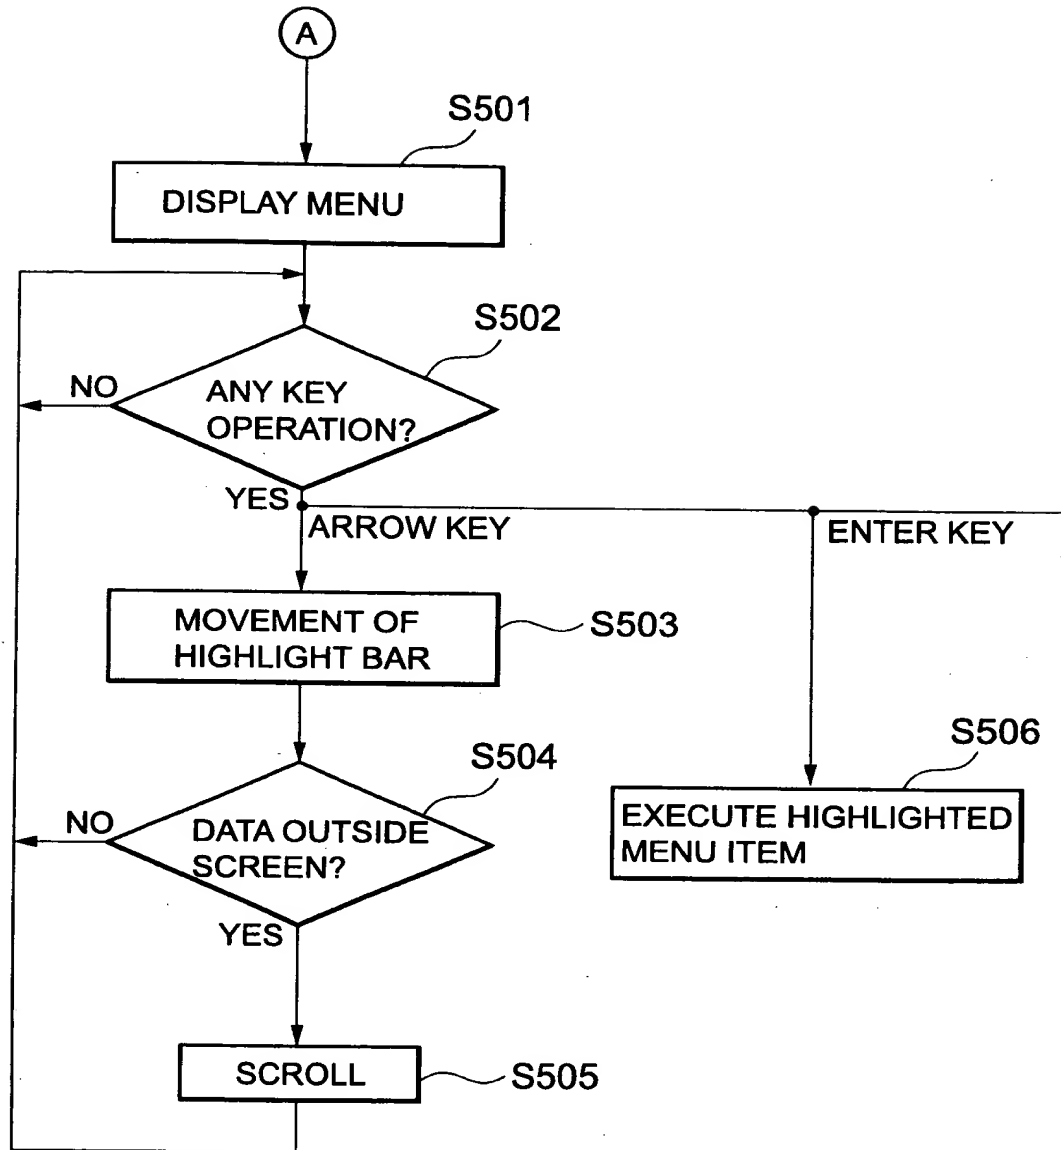 A
S501
DISPLAY MENU
S502
NO
ANY KEY
OPERATION?
YES
ARROW KEY
ENTER KEY
MOVEMENT OF
HIGHLIGHT BAR
S503
S504
S506
NO
DATA OUTSIDE
SCREEN?
EXECUTE HIGHLIGHTED
MENU ITEM
YES
SCROLL
S505